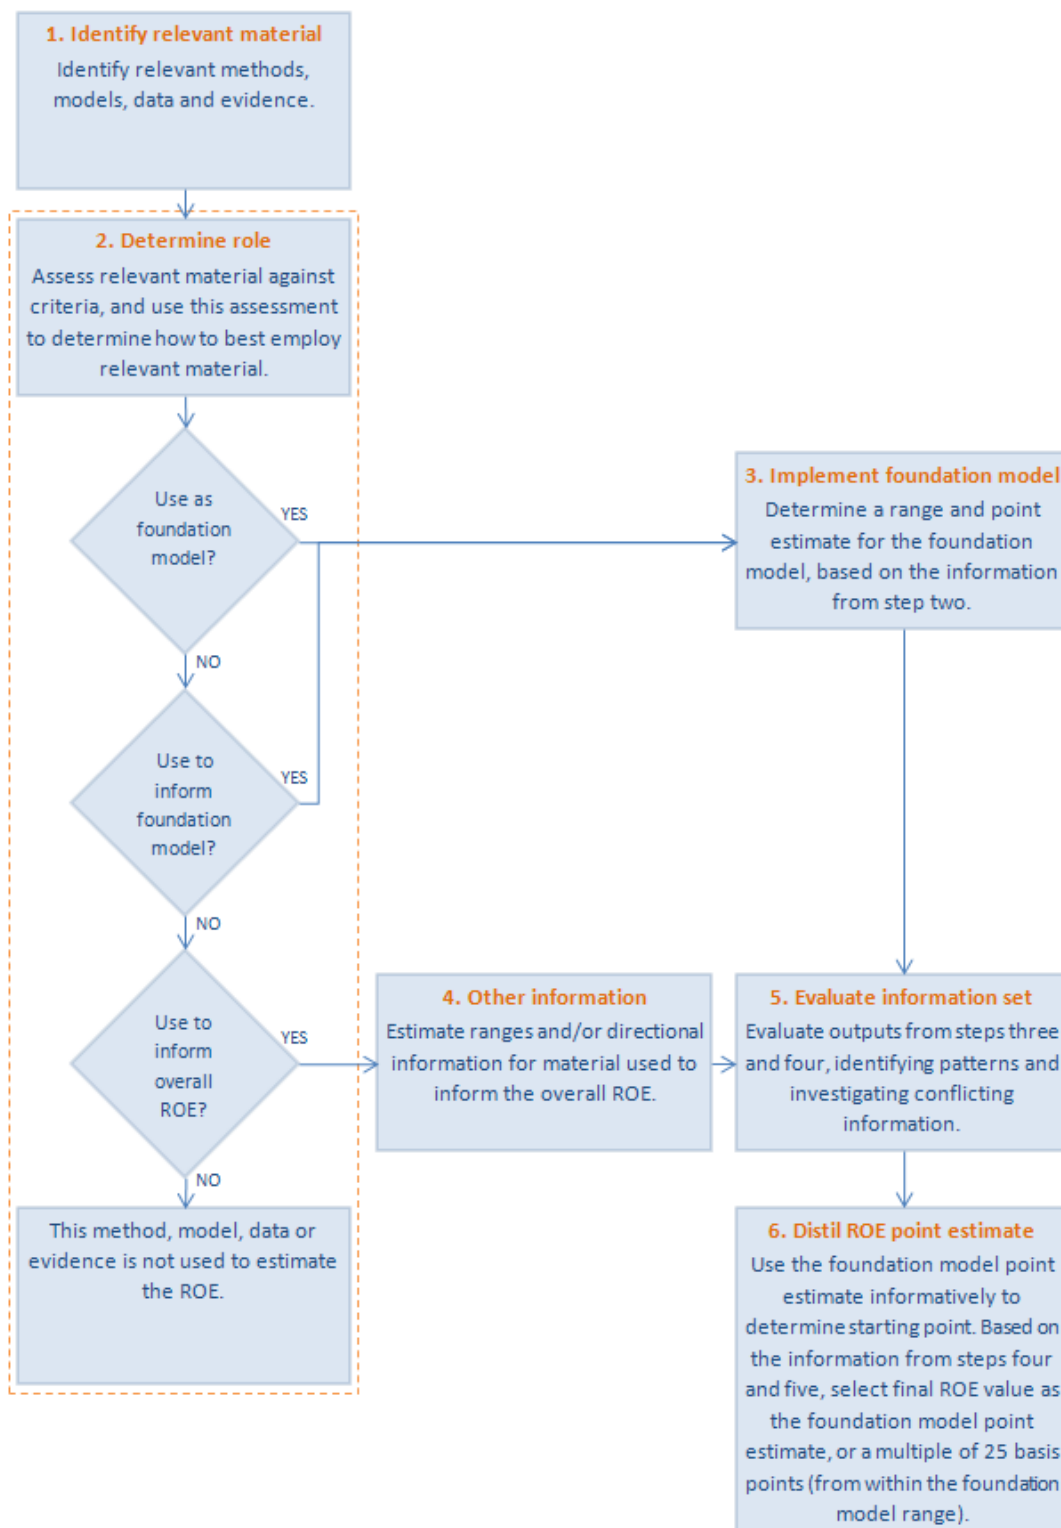 1. Identify relevant material
Identify relevant methods,
models, data and evidence.
2. Determine role
Assess relevant material against
criteria, and use this assessment
to determine how to best employ
relevant material.
Use as
foundation
model?
YES
NO
3. Implement foundation model
Determine a range and point
estimate for the foundation
model, based on the information
from step two.
Use to
inform
foundation
model?
YES
NO
Use to
inform
overall
ROE?
YES
NO
4. Other information
Estimate ranges and/or directional
information for material used to
inform the overall ROE.
5. Evaluate information set
Evaluate outputs from steps three
and four, identifying patterns and
investigating conflicting
information.
This method, model, data or
evidence is not used to estimate
the ROE.
6. Distil ROE point estimate
Use the foundation model point
estimate informatively to
determine starting point. Based on
the information from steps four
and five, select final ROE value as
the foundation model point
estimate, or a multiple of 25 basis
points (from within the foundation
model range).